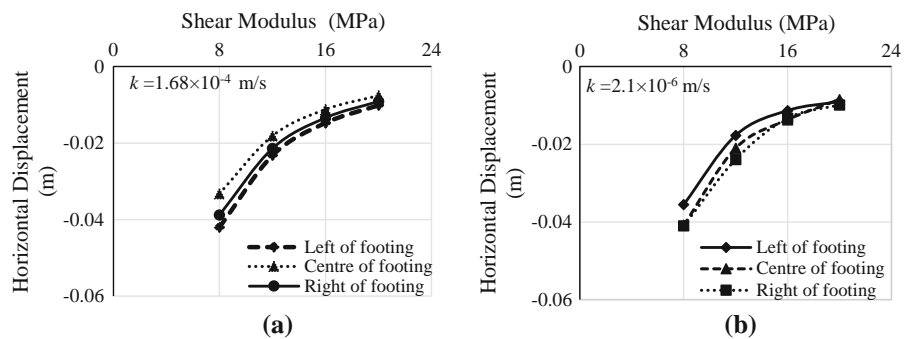 Shear Modulus (MPa)
0 8 16 24
0
-0.02
-0.04
-0.06
Horizontal Displacement
(m)
k =1.68×10-4 m/s
Left of footing
Centre of footing
Right of footing
(a)
Shear Modulus (MPa)
0 8 16 24
0
-0.02
-0.04
-0.06
Horizontal Displacement
(m)
k =2.1×10-6 m/s
Left of footing
Centre of footing
Right of footing
(b)